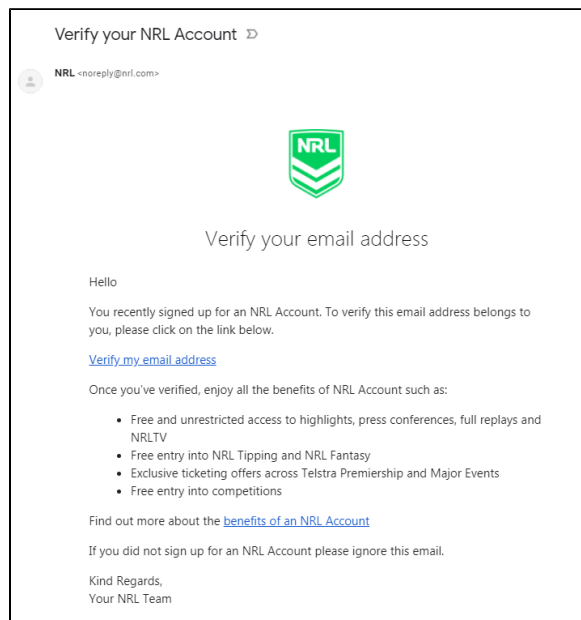 Verify your NRL Account
NRL <noreply@nrl.com>
NRL
Verify your email address
Hello
You recently signed up for an NRL Account. To verify this email address belongs to
you, please click on the link below.
Verify my email address
Once you've verified, enjoy all the benefits of NRL Account such as:
• Free and unrestricted access to highlights, press conferences, full replays and
NRLTV
• Free entry into NRL Tipping and NRL Fantasy
• Exclusive ticketing offers across Telstra Premiership and Major Events
• Free entry into competitions
Find out more about the benefits of an NRL Account
If you did not sign up for an NRL Account please ignore this email.
Kind Regards,
Your NRL Team